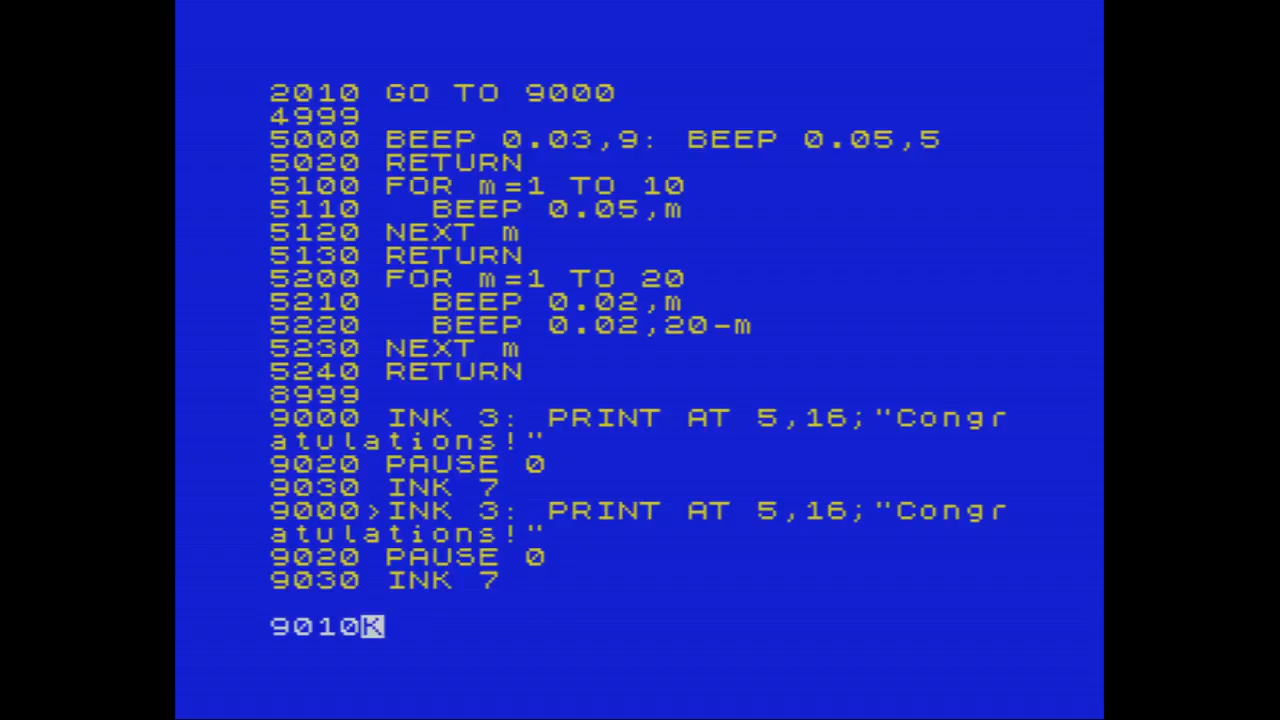 2010 GO TO 9000
4999
5000 BEEP 0.03,9: BEEP 0.05,5
5020 RETURN
5100 FOR m=1 TO 10
5110   BEEP 0.05,m
5120 NEXT m
5130 RETURN
5200 FOR m=1 TO 20
5210   BEEP 0.02,m
5220   BEEP 0.02,20-m
5230 NEXT m
5240 RETURN
8999
9000 INK 3: PRINT AT 5,16;"Congr
atulations!"
9020 PAUSE 0
9030 INK 7
9000>INK 3: PRINT AT 5,16;"Congr
atulations!"
9020 PAUSE 0
9030 INK 7
9010K